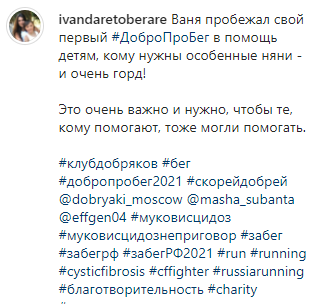 ivandaretoberare Ваня пробежал свой
первый #ДоброПроБег в помощь
детям, кому нужны особенные няни -
и очень горд!
Это очень важно и нужно, чтобы те,
кому помогают, тоже могли помогать.
#клубдобряков #бег
#добропробег2021 #скорейдобрей
@dobryaki_moscow @masha_subanta
@effgen04 #муковисцидоз
#муковисцидознеприговор #забег
#забегрф #забегРФ2021 #run #running
#cysticfibrosis #cffighter #russiarunning
#благотворительность #charity